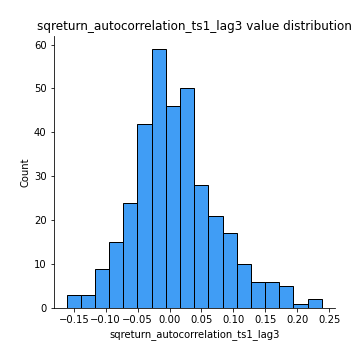 sqreturn_autocorrelation_ts1_lag3 value distribution
60
50
40
30
20
10
0
Count
−0.15 −0.10 −0.05 0.00 0.05 0.10 0.15 0.20 0.25
sqreturn_autocorrelation_ts1_lag3